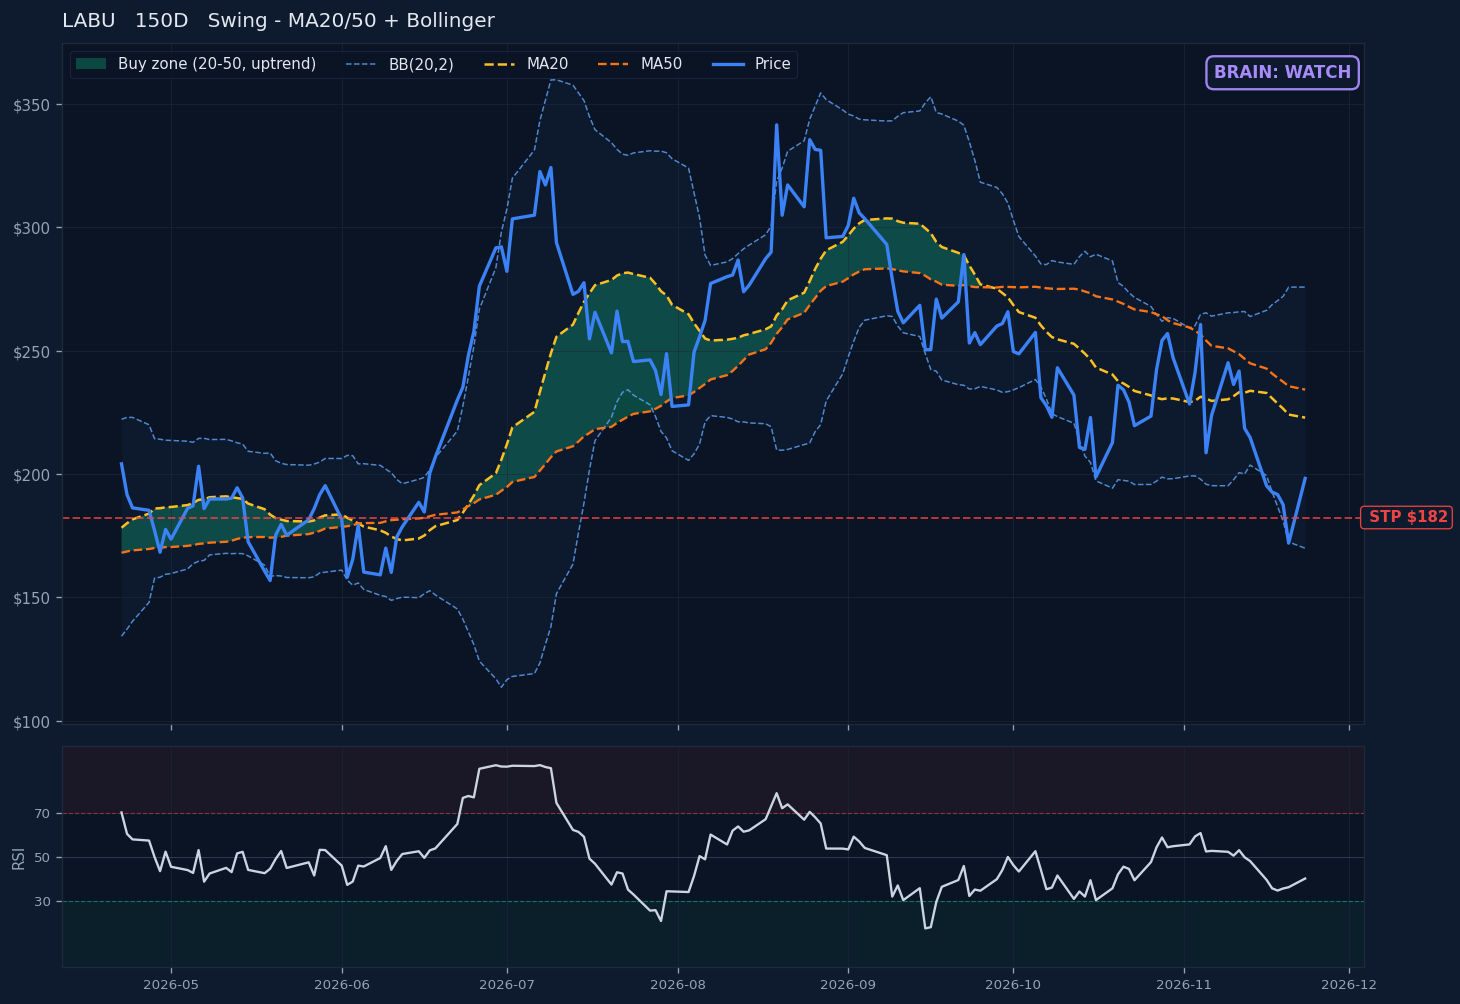 LABU 150D Swing - MA20/50 + Bollinger
Buy zone (20-50, uptrend) BB(20,2) MA20 MA50 Price
BRAIN: WATCH
$350
$300
$250
$200
STP $182
$150
$100
70
50
30
RSI
2026-05 2026-06 2026-07 2026-08 2026-09 2026-10 2026-11 2026-12